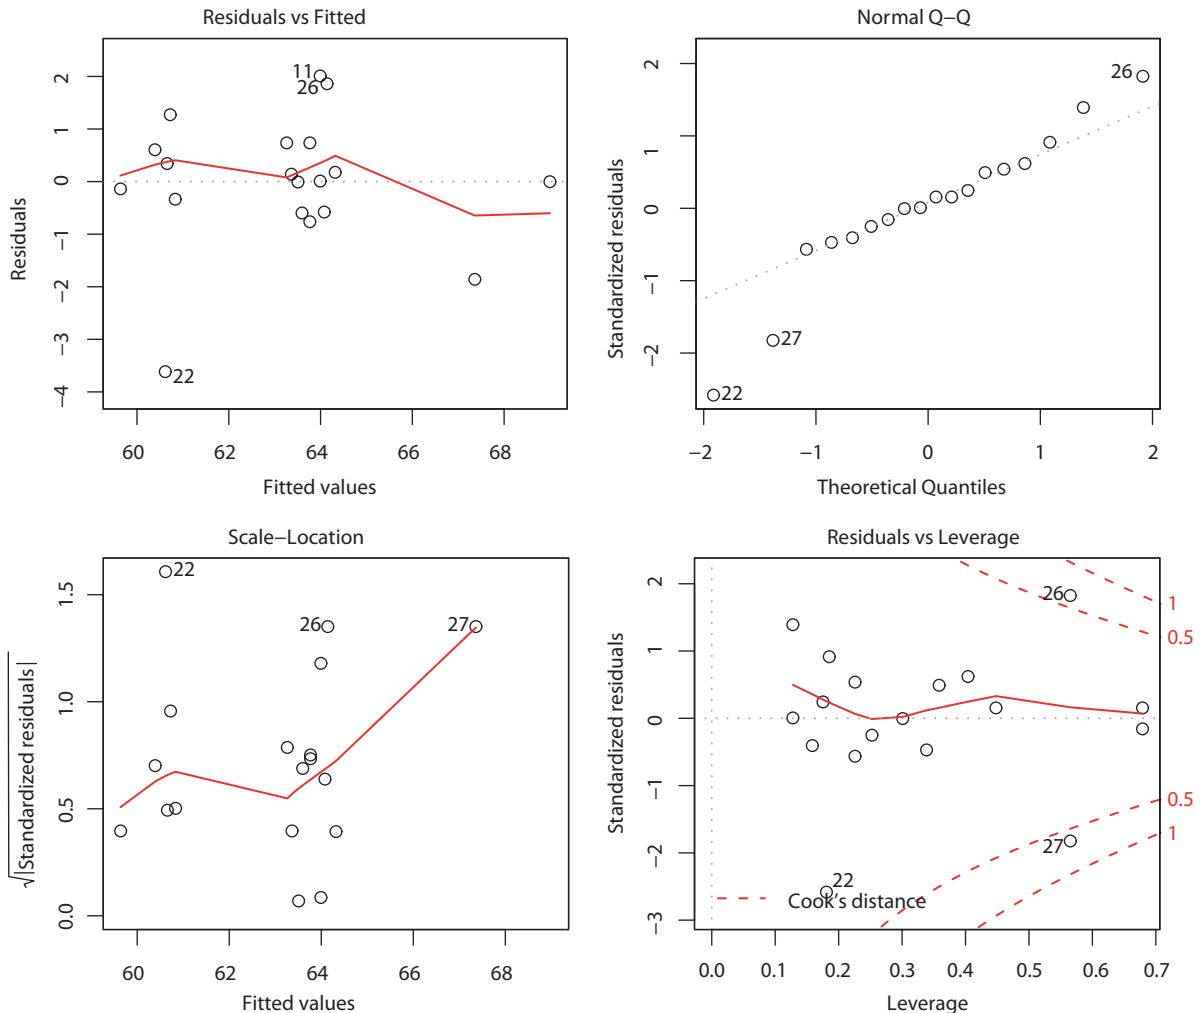 Residuals vs Fitted
Residuals
2
1
0
−1
−2
−3
−4
11
26
22
60 62 64 66 68
Fitted values
Normal Q−Q
Standardized residuals
2
1
0
−1
−2
26
27
22
−2 −1 0 1 2
Theoretical Quantiles
Scale−Location
√|Standardized residuals|
1.5
1.0
0.5
0.0
22
26
27
60 62 64 66 68
Fitted values
Residuals vs Leverage
Standardized residuals
2
1
0
−1
−2
−3
26
27
22
Cook's distance
1
0.5
0.5
1
0.0 0.1 0.2 0.3 0.4 0.5 0.6 0.7
Leverage